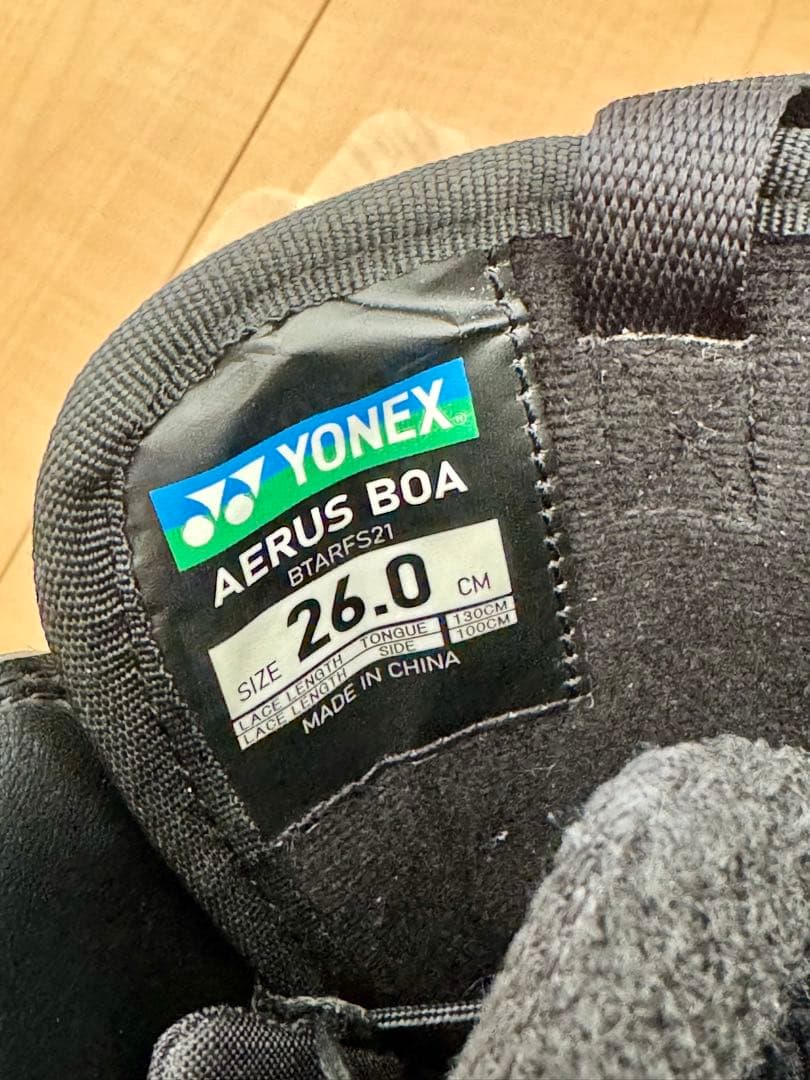 YONEX®
AERUS BOA
BTARFS21
SIZE 26.0 CM
LACE LENGTH TONGUE 130CM
LACE LENGTH SIDE 100CM
MADE IN CHINA